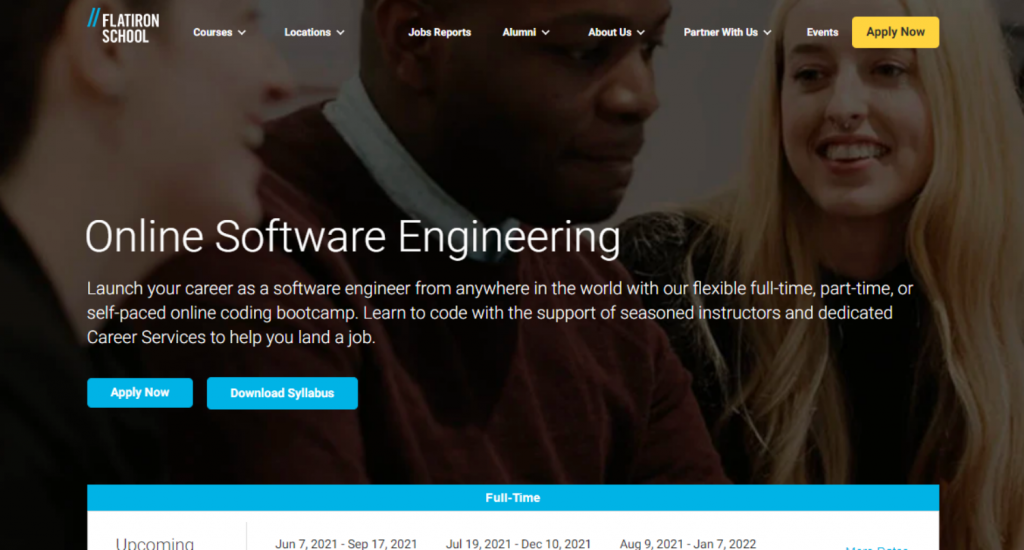 FLATIRON
SCHOOL
Courses Locations Jobs Reports Alumni About Us Partner With Us Events Apply Now
Online Software Engineering
Launch your career as a software engineer from anywhere in the world with our flexible full-time, part-time, or
self-paced online coding bootcamp. Learn to code with the support of seasoned instructors and dedicated
Career Services to help you land a job.
Apply Now Download Syllabus
Full-Time
Upcoming Jun 7, 2021 - Sep 17, 2021 Jul 19, 2021 - Dec 10, 2021 Aug 9, 2021 - Jan 7, 2022